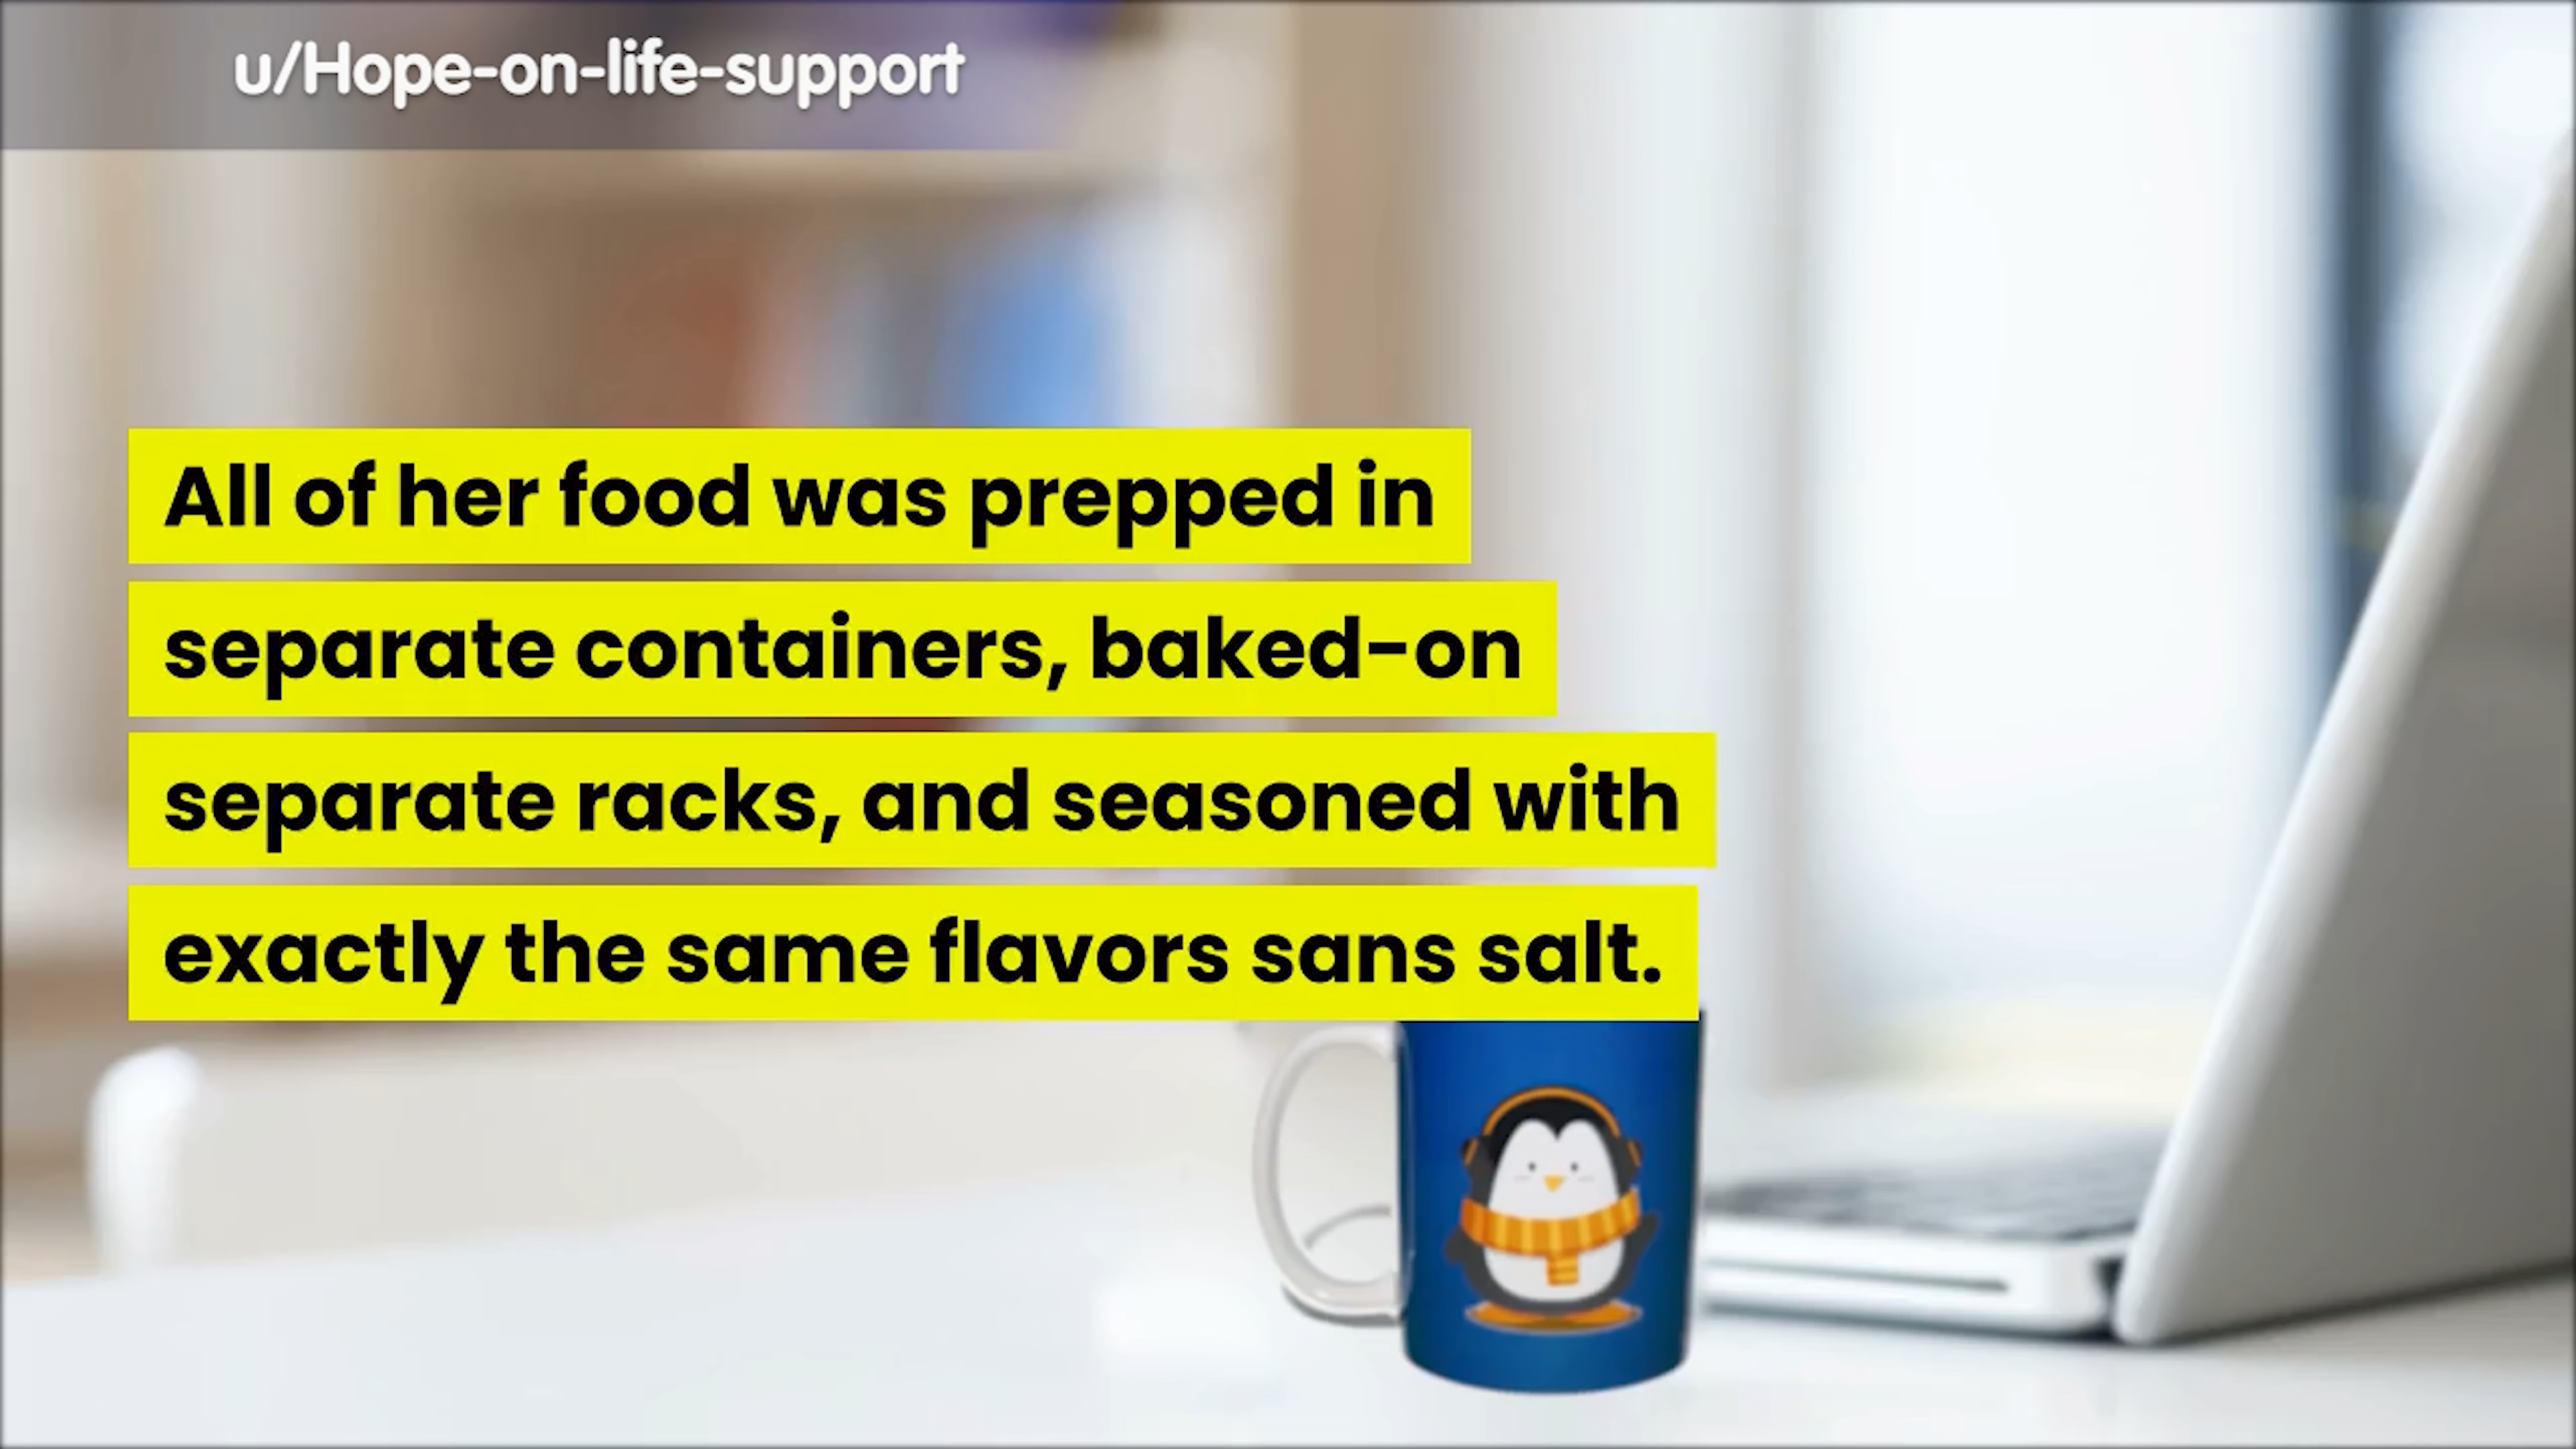 u/Hope-on-life-support
All of her food was prepped in
separate containers, baked-on
separate racks, and seasoned with
exactly the same flavors sans salt.